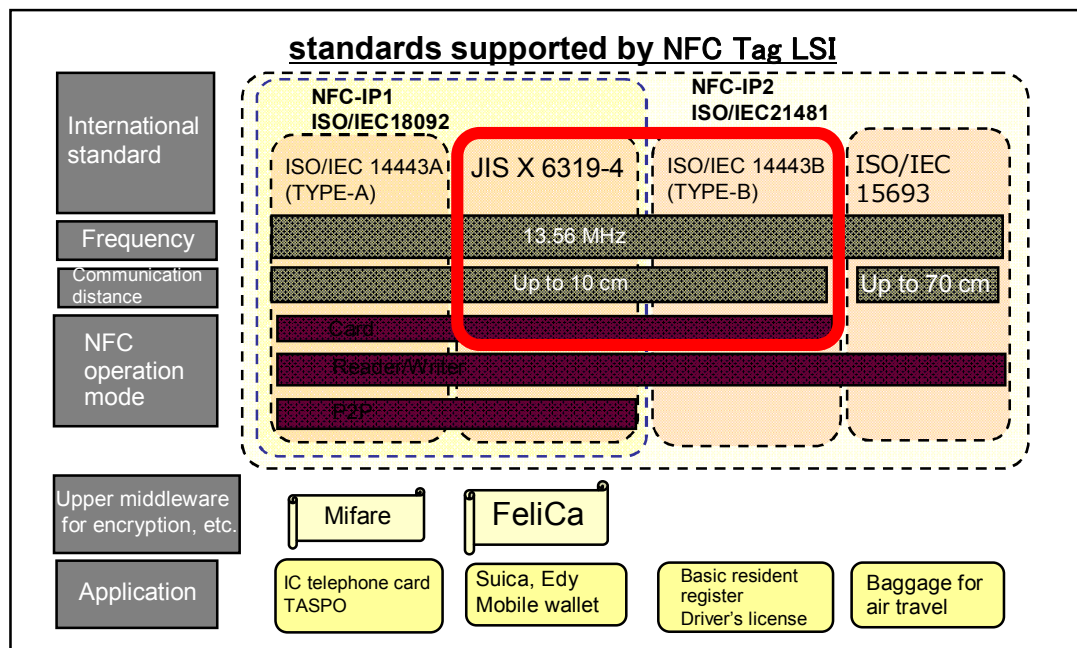 standards supported by NFC Tag LSI
International
standard
NFC-IP1
ISO/IEC18092
NFC-IP2
ISO/IEC21481
ISO/IEC 14443A
(TYPE-A)
JIS X 6319-4
ISO/IEC 14443B
(TYPE-B)
ISO/IEC
15693
Frequency
13.56 MHz
Communication
distance
Up to 10 cm
Up to 70 cm
NFC
operation
mode
Card
Reader/Writer
P2P
Upper middleware
for encryption, etc.
Mifare
FeliCa
Application
IC telephone card
TASPO
Suica, Edy
Mobile wallet
Basic resident
register
Driver's license
Baggage for
air travel